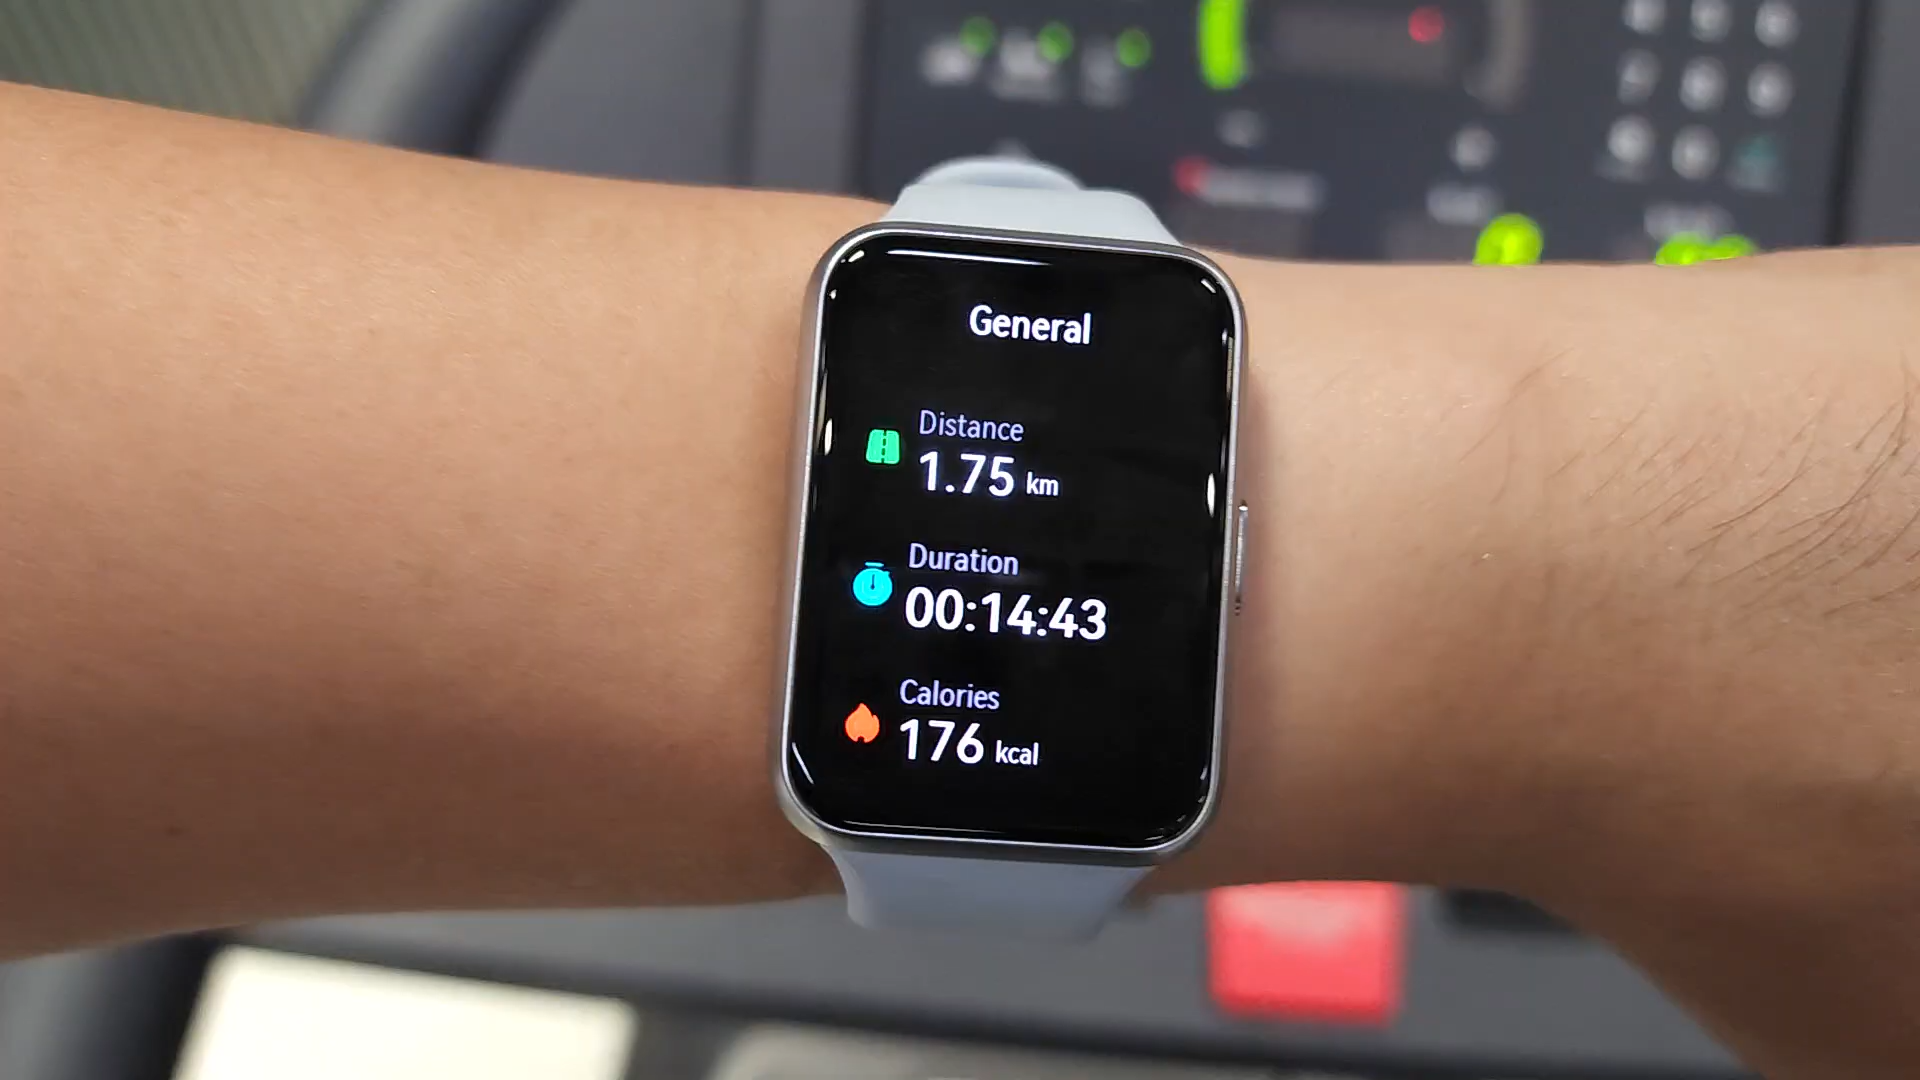 General
Distance
1.75 km
Duration
00:14:43
Calories
176 kcal